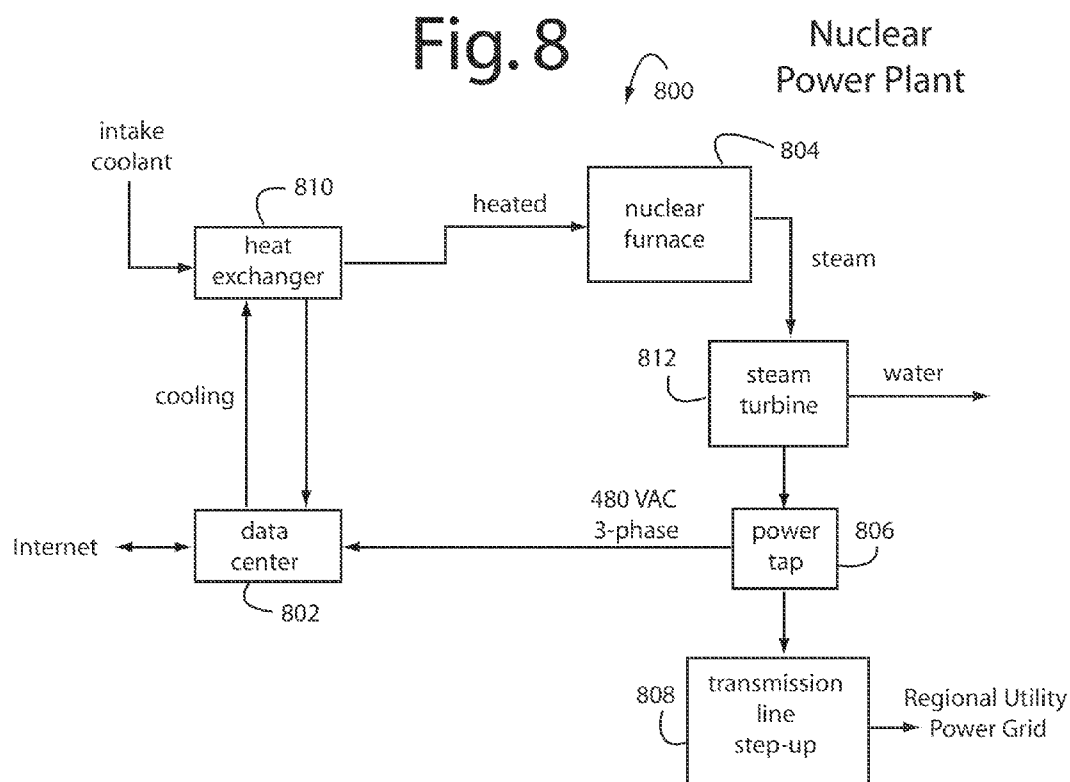 Fig. 8
Nuclear
Power Plant
800
intake
coolant
810
heat
exchanger
heated
804
nuclear
furnace
steam
812
steam
turbine
water
cooling
480 VAC
3-phase
power
tap
806
Internet
data
center
802
808
transmission
line
step-up
Regional Utility
Power Grid